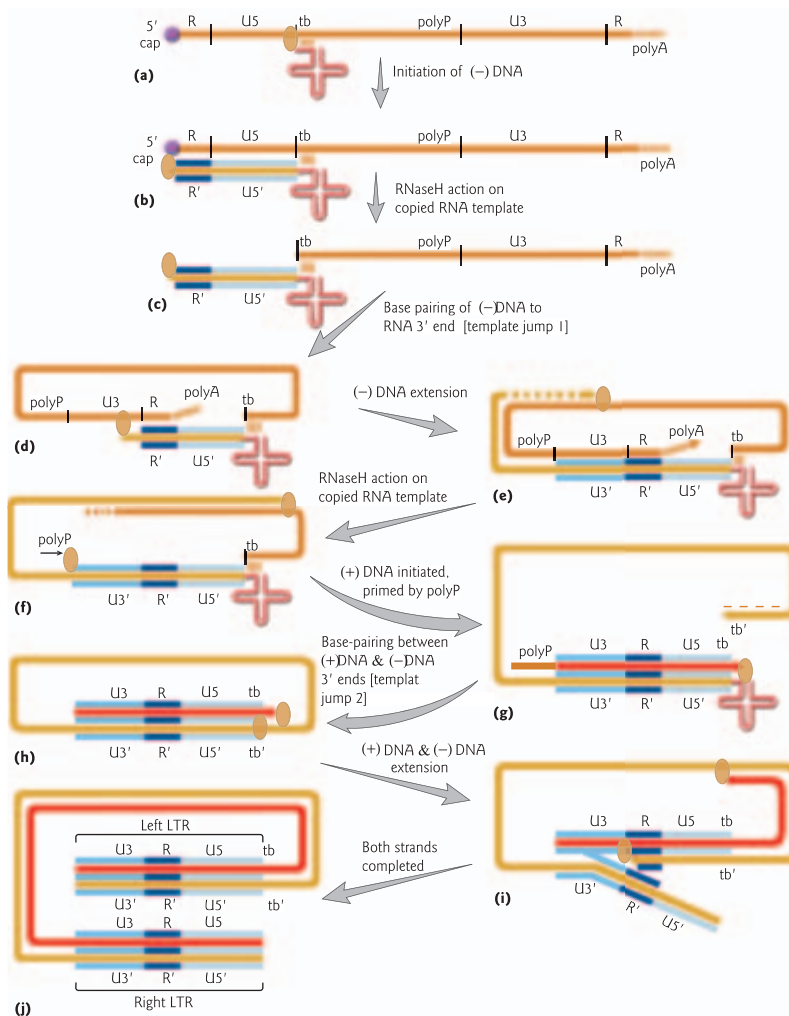 5′
cap
R
U5
tb
polyP
U3
R
polyA
(a)
Initiation of (−) DNA
5′
cap
R
U5
tb
polyP
U3
R
polyA
R′
U5′
(b)
RNaseH action on
copied RNA template
tb
polyP
U3
R
polyA
R′
U5′
(c)
Base pairing of (−)DNA to
RNA 3′ end [template jump 1]
polyP
U3
R
polyA
tb
R′
U5′
(d)
(−) DNA extension
polyP
U3
R
polyA
tb
U3′
R′
U5′
(e)
RNaseH action on
copied RNA template
polyP
tb
U3′
R′
U5′
(f)
(+) DNA initiated,
primed by polyP
tb′
polyP
U3
R
U5
tb
U3′
R′
U5′
(g)
Base-pairing between
(+)DNA & (−)DNA
3′ ends [templat
jump 2]
U3
R
U5
tb
U3′
R′
U5′
tb′
(h)
(+) DNA & (−) DNA
extension
U3
R
U5
tb
tb′
U3′
R′
U5′
(i)
Both strands
completed
Left LTR
U3
R
U5
tb
U3′
R′
U5′
tb′
U3
R
U5
U3′
R′
U5′
Right LTR
(j)